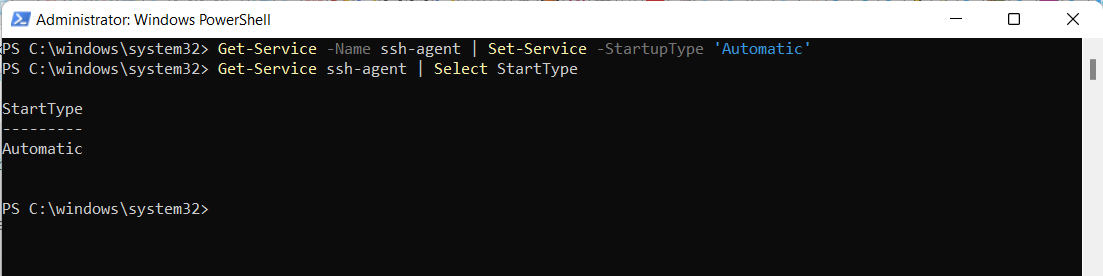 Administrator: Windows PowerShell
PS C:\windows\system32> Get-Service -Name ssh-agent | Set-Service -StartupType 'Automatic'
PS C:\windows\system32> Get-Service ssh-agent | Select StartType
StartType
---------
Automatic
PS C:\windows\system32>